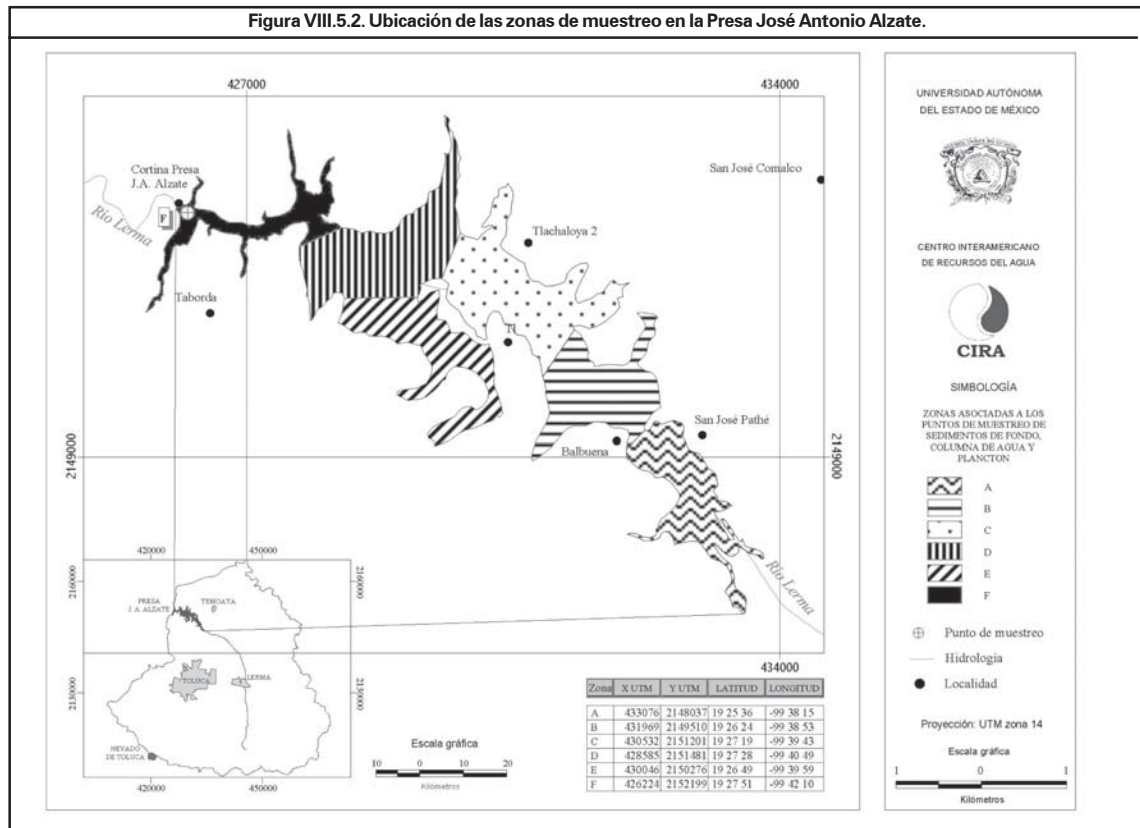 Figura VIII.5.2. Ubicación de las zonas de muestreo en la Presa José Antonio Alzate.
427000
434000
Cortina Presa
J.A. Alzate
F
Río Lerma
San José Comalco
Tlachaloya 2
Taborda
T1
San José Pathé
Balbuena
2149000
2149000
Río Lerma
434000
420000
450000
2160000
2160000
PRESA
J. A. ALZATE
TEMOAYA
TOLUCA
LERMA
2130000
2130000
NEVADO
DE TOLUCA
420000
450000
Escala gráfica
10 0 10 20
Kilómetros
Zona X UTM Y UTM LATITUD LONGITUD
A 433076 2148037 19 25 36 -99 38 15
B 431969 2149510 19 26 24 -99 38 53
C 430532 2151201 19 27 19 -99 39 43
D 428585 2151481 19 27 28 -99 40 49
E 430046 2150276 19 26 49 -99 39 59
F 426224 2152199 19 27 51 -99 42 10
UNIVERSIDAD AUTÓNOMA
DEL ESTADO DE MÉXICO
CENTRO INTERAMERICANO
DE RECURSOS DEL AGUA
CIRA
SIMBOLOGÍA
ZONAS ASOCIADAS A LOS
PUNTOS DE MUESTREO DE
SEDIMENTOS DE FONDO,
COLUMNA DE AGUA Y
PLANCTON
A
B
C
D
E
F
Punto de muestreo
Hidrología
Localidad
Proyección: UTM zona 14
Escala gráfica
1 0 1
Kilómetros